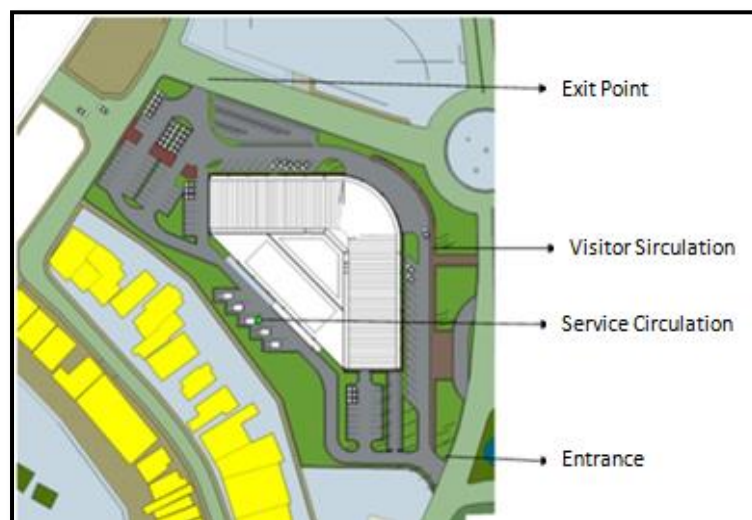 Exit Point
Visitor Sirculation
Service Circulation
Entrance